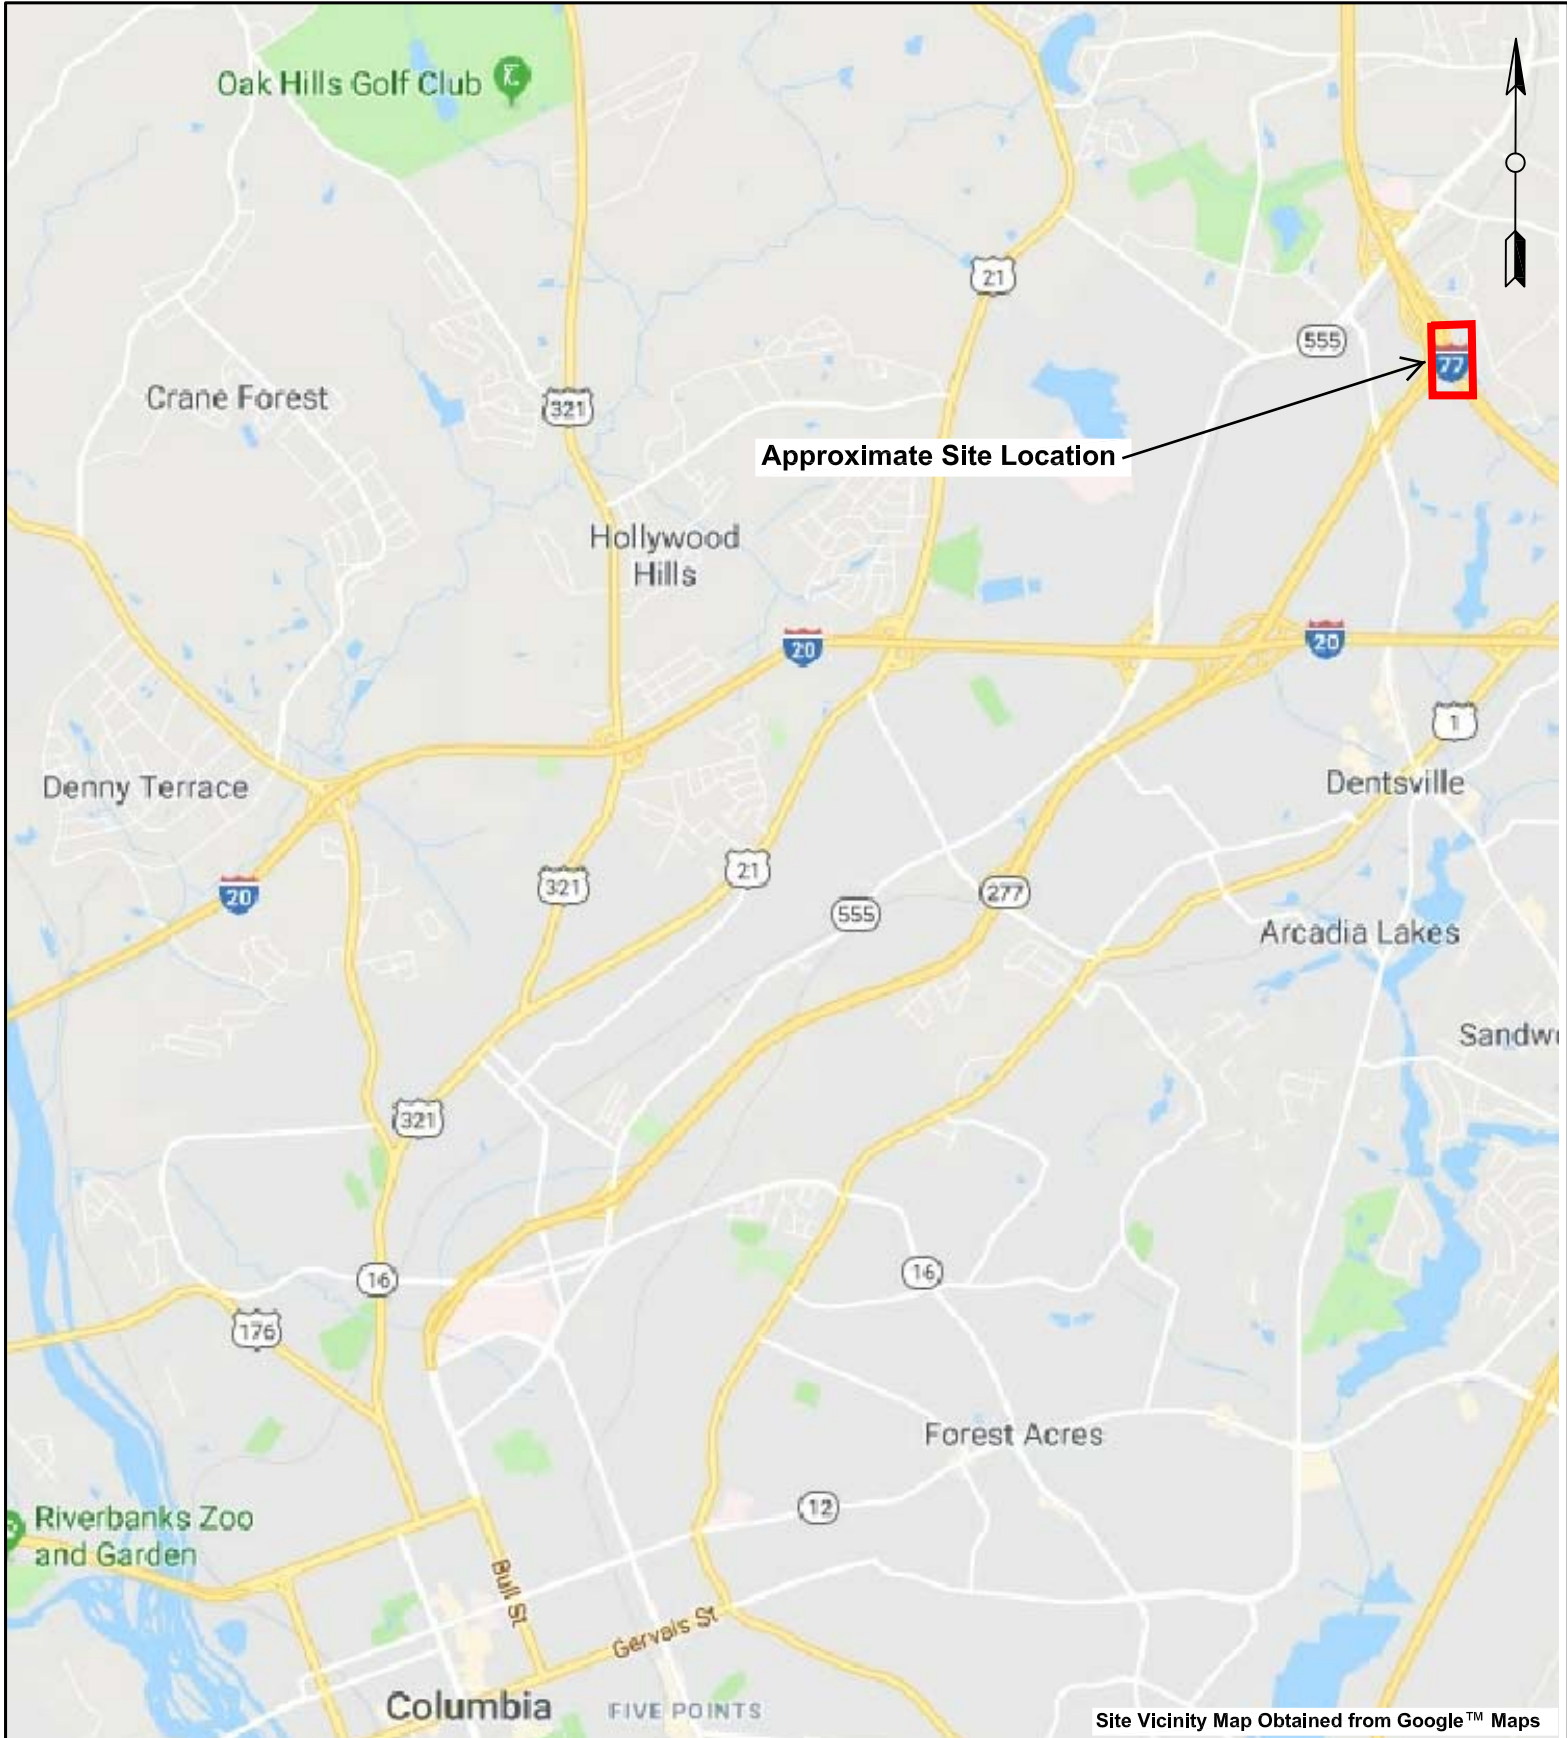 Oak Hills Golf Club
21
555
77
Crane Forest
321
Approximate Site Location
Hollywood
Hills
20
20
1
Denny Terrace
Dentsville
321
21
20
555
277
Arcadia Lakes
Sandw
321
16
16
176
Forest Acres
12
Riverbanks Zoo
and Garden
Bull St
Gervais St
Columbia
FIVE POINTS
Site Vicinity Map Obtained from Google™ Maps